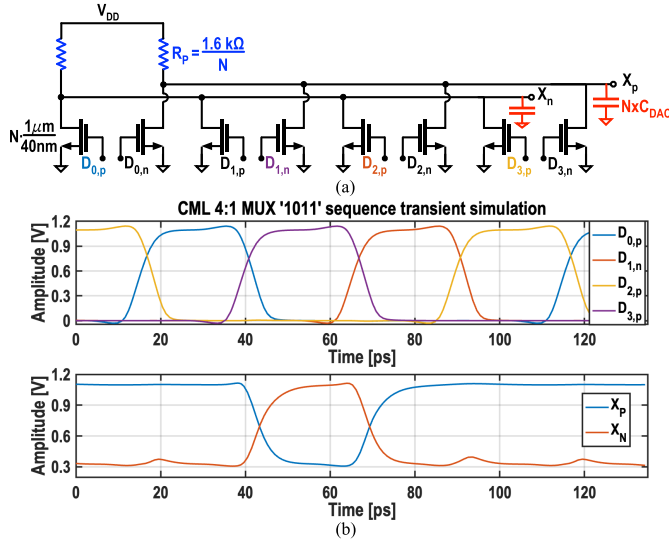 V_DD
R_P = 1.6 kΩ / N
X_p
X_n
NxC_DAC
N· 1μm / 40nm
D_0,p D_0,n D_1,p D_1,n D_2,p D_2,n D_3,p D_3,n
(a)
CML 4:1 MUX '1011' sequence transient simulation
Amplitude [V]
1.2
0.9
0.6
0.3
0
D_0,p
D_1,n
D_2,p
D_3,p
0 20 40 60 80 100 120
Time [ps]
Amplitude [V]
1.2
0.9
0.6
0.3
X_P
X_N
0 20 40 60 80 100 120
Time [ps]
(b)